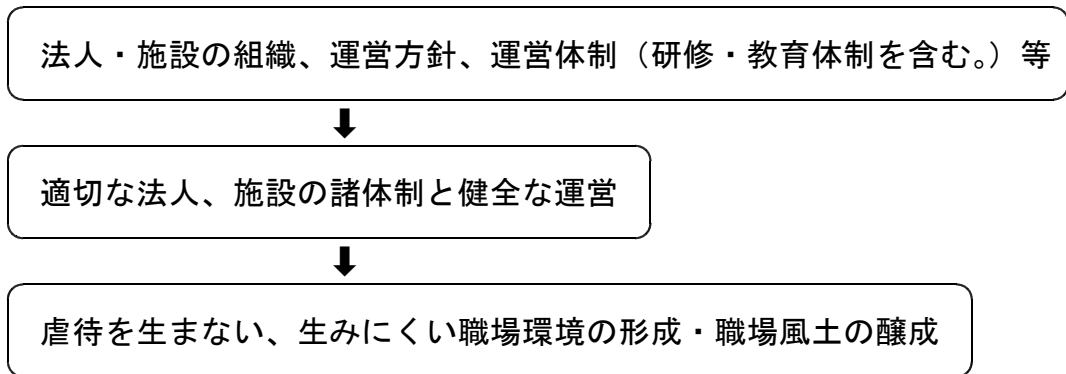 法人・施設の組織、運営方針、運営体制（研修・教育体制を含む。）等
適切な法人、施設の諸体制と健全な運営
虐待を生まない、生みにくい職場環境の形成・職場風土の醸成